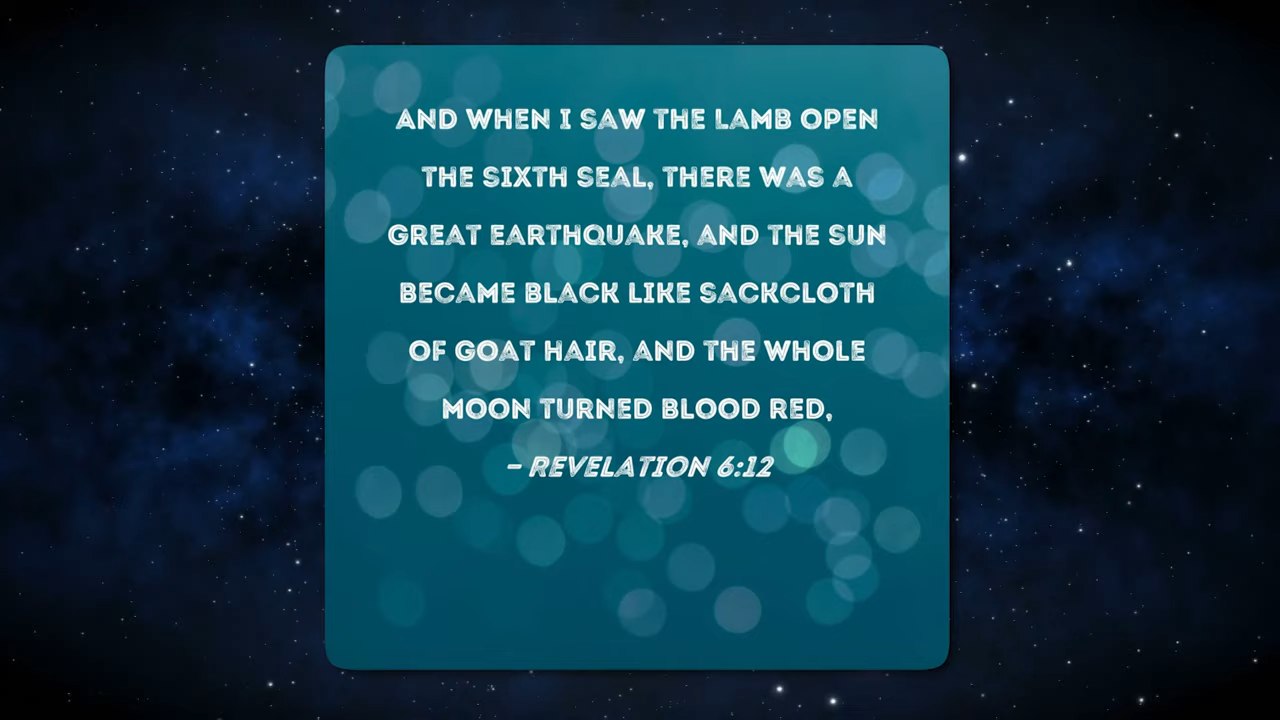 AND WHEN I SAW THE LAMB OPEN
THE SIXTH SEAL, THERE WAS A
GREAT EARTHQUAKE, AND THE SUN
BECAME BLACK LIKE SACKCLOTH
OF GOAT HAIR, AND THE WHOLE
MOON TURNED BLOOD RED,
– REVELATION 6:12